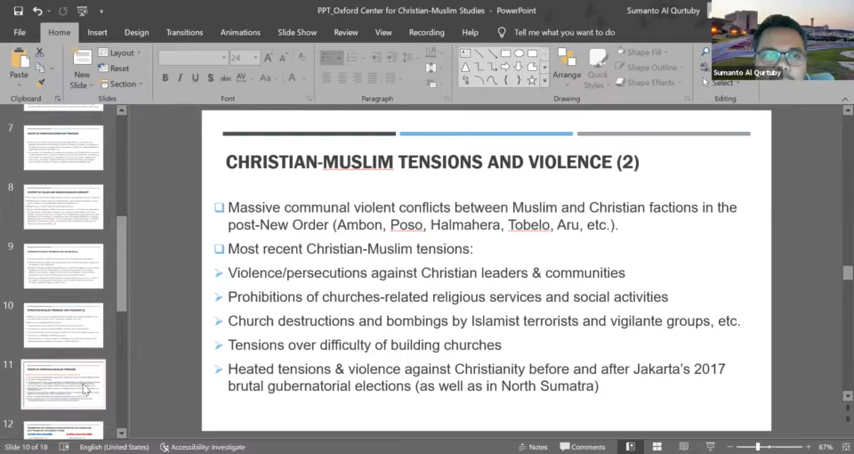 PPT_Oxford Center for Christian-Muslim Studies - PowerPoint
Sumanto Al Qurtuby
File Home Insert Draw Design Transitions Animations Slide Show Review View Recording Help Tell me what you want to do
Layout
Reset
Section
Paste
New
Slide
24
B I U S
Arrange
Quick
Styles
Shape Fill
Shape Outline
Shape Effects
Select
Clipboard
Slides
Font
Paragraph
Drawing
Editing
Sumanto Al Qurtuby
7
8
9
10
11
12
CHRISTIAN-MUSLIM TENSIONS AND VIOLENCE (2)
Massive communal violent conflicts between Muslim and Christian factions in the
post-New Order (Ambon, Poso, Halmahera, Tobelo, Aru, etc.).
Most recent Christian-Muslim tensions:
Violence/persecutions against Christian leaders & communities
Prohibitions of churches-related religious services and social activities
Church destructions and bombings by Islamist terrorists and vigilante groups, etc.
Tensions over difficulty of building churches
Heated tensions & violence against Christianity before and after Jakarta's 2017
brutal gubernatorial elections (as well as in North Sumatra)
Slide 10 of 18 English (United States) Accessibility: Investigate Notes Comments 67%